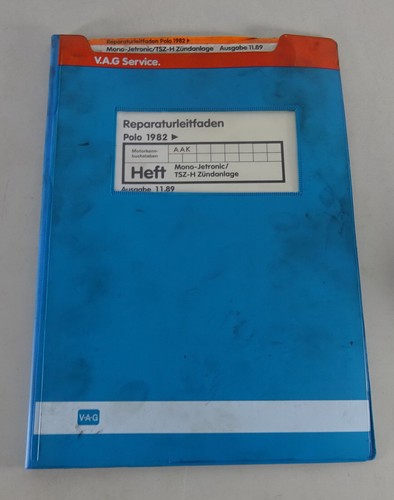 Reparaturleitfaden Polo 1982 ▶
Mono-Jetronic/TSZ-H Zündanlage Ausgabe 11.89
V.A.G Service.
Reparaturleitfaden
Polo 1982 ▶
Motorkenn-
buchstaben
AAK
Heft
Mono-Jetronic/
TSZ-H Zündanlage
Ausgabe 11.89
V·A·G